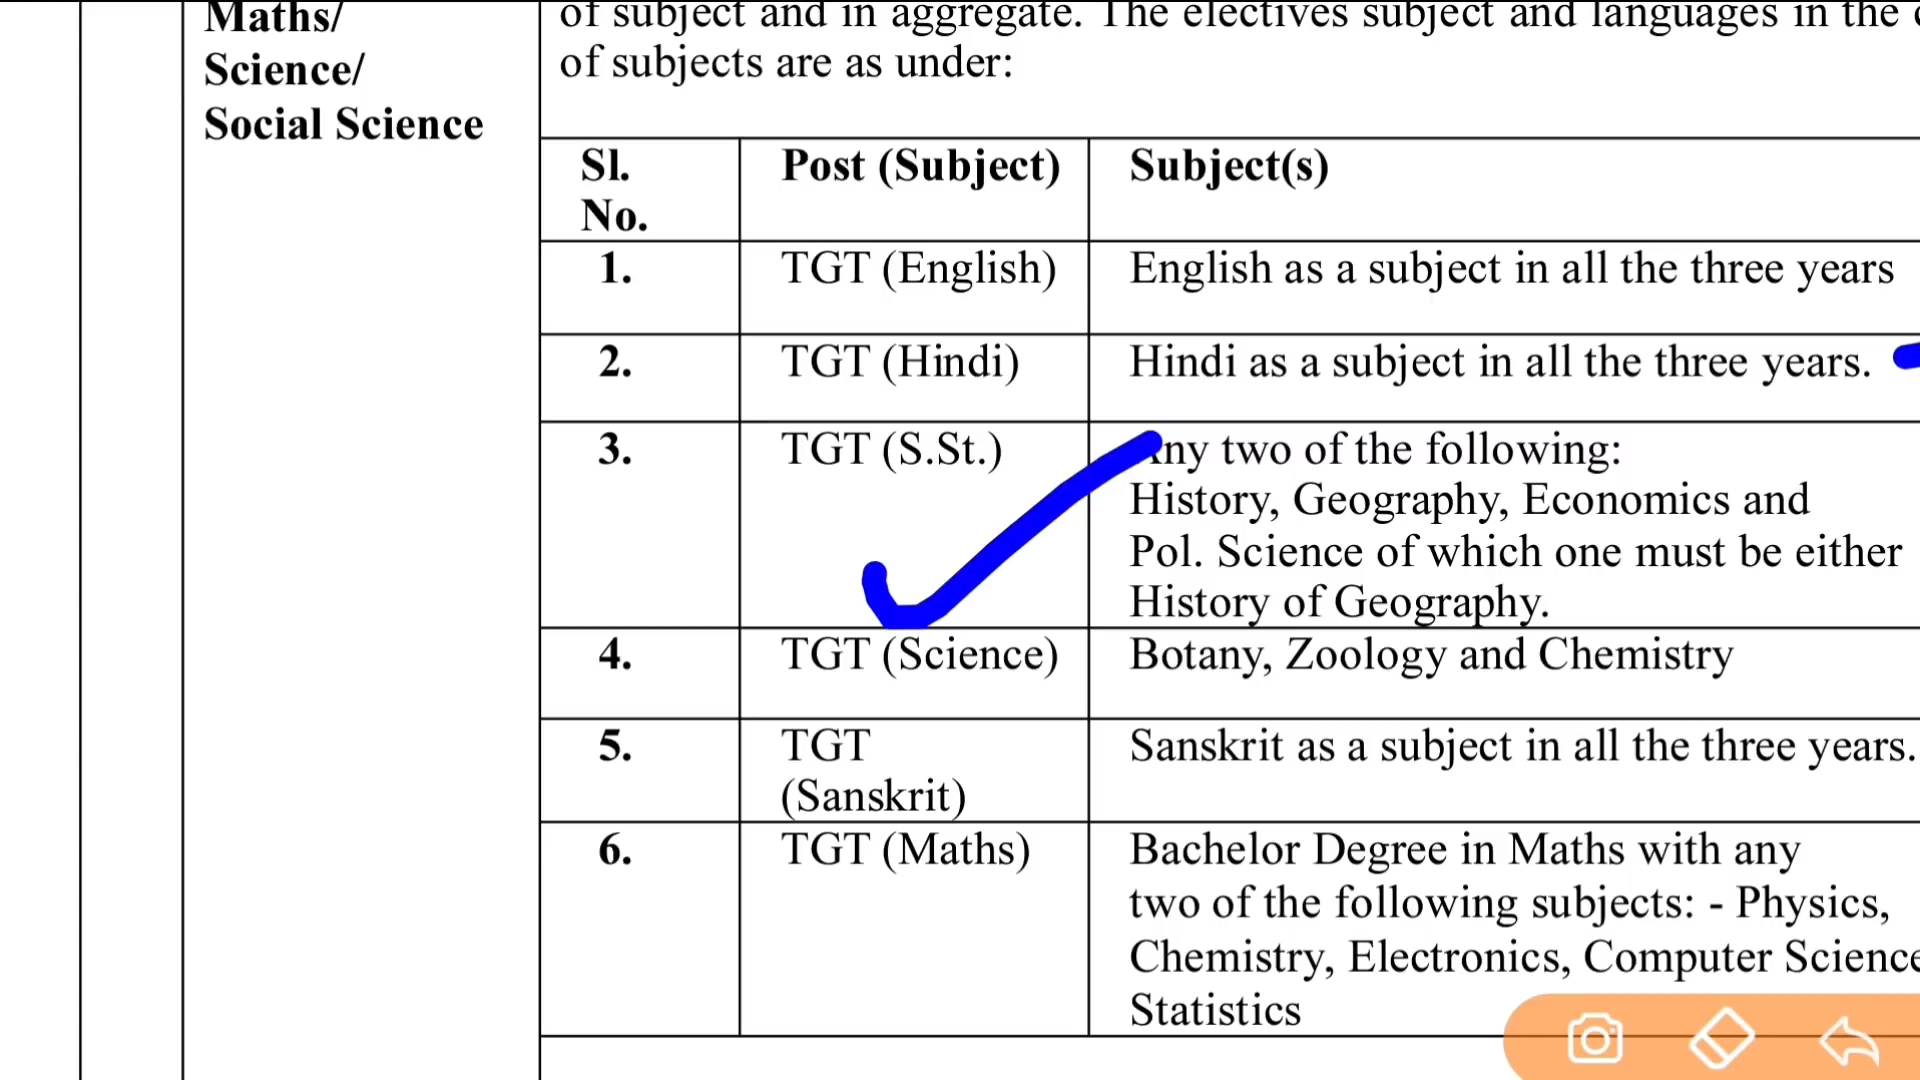 Maths/
Science/
Social Science
of subject and in aggregate. The electives subject and languages in the
of subjects are as under:
Sl. No.
Post (Subject)
Subject(s)
1.
TGT (English)
English as a subject in all the three years
2.
TGT (Hindi)
Hindi as a subject in all the three years.
3.
TGT (S.St.)
Any two of the following:
History, Geography, Economics and
Pol. Science of which one must be either
History of Geography.
4.
TGT (Science)
Botany, Zoology and Chemistry
5.
TGT
(Sanskrit)
Sanskrit as a subject in all the three years.
6.
TGT (Maths)
Bachelor Degree in Maths with any
two of the following subjects: - Physics,
Chemistry, Electronics, Computer Science
Statistics